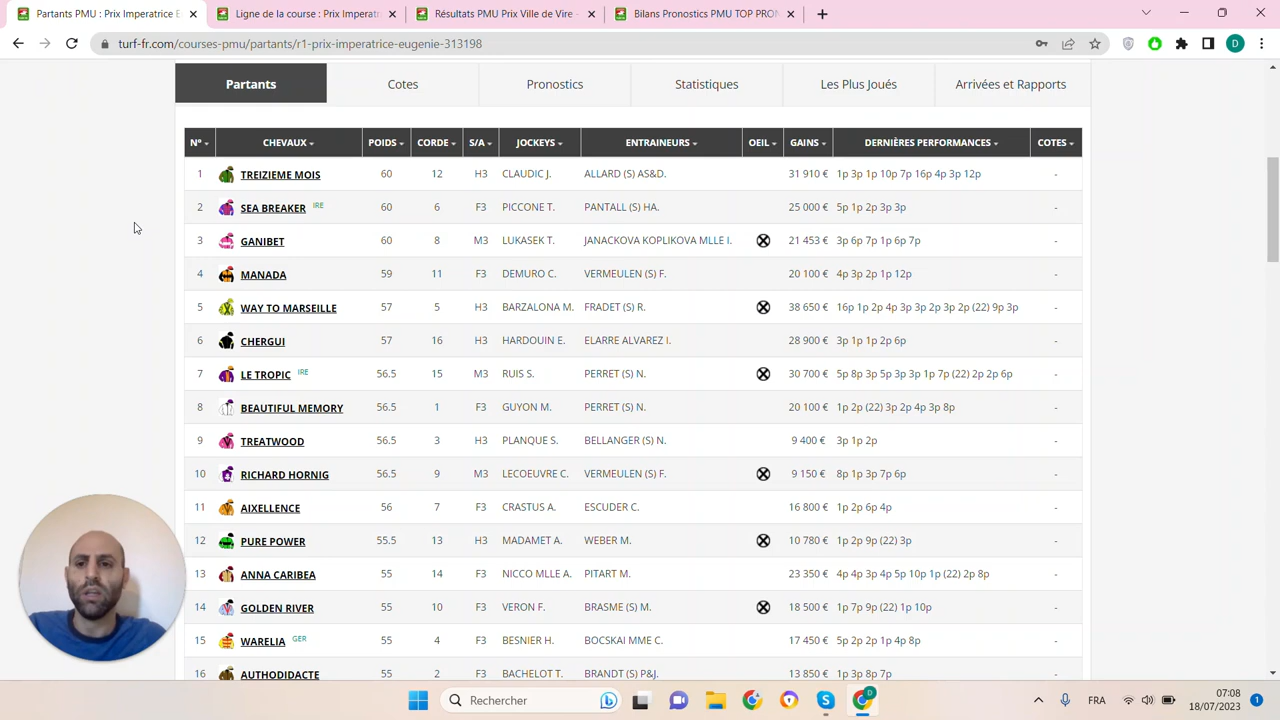 Partants PMU : Prix Imperatrice E
Ligne de la course : Prix Imperat
Résultats PMU Prix Ville de Vire -
Bilans Pronostics PMU TOP PRON
turf-fr.com/courses-pmu/partants/r1-prix-imperatrice-eugenie-313198
D
Partants Cotes Pronostics Statistiques Les Plus Joués Arrivées et Rapports
N° CHEVAUX POIDS CORDE S/A JOCKEYS ENTRAINEURS OEIL GAINS DERNIÈRES PERFORMANCES COTES
1 TREIZIEME MOIS 60 12 H3 CLAUDIC J. ALLARD (S) AS&D. 31 910 € 1p 3p 1p 10p 7p 16p 4p 3p 12p -
2 SEA BREAKER IRE 60 6 F3 PICCONE T. PANTALL (S) HA. 25 000 € 5p 1p 2p 3p 3p -
3 GANIBET 60 8 M3 LUKASEK T. JANACKOVA KOPLIKOVA MLLE I. 21 453 € 3p 6p 7p 1p 6p 7p -
4 MANADA 59 11 F3 DEMURO C. VERMEULEN (S) F. 20 100 € 4p 3p 2p 1p 12p -
5 WAY TO MARSEILLE 57 5 H3 BARZALONA M. FRADET (S) R. 38 650 € 16p 1p 2p 4p 3p 3p 2p 3p 2p (22) 9p 3p -
6 CHERGUI 57 16 H3 HARDOUIN E. ELARRE ALVAREZ I. 28 900 € 3p 1p 1p 2p 6p -
7 LE TROPIC IRE 56.5 15 M3 RUIS S. PERRET (S) N. 30 700 € 5p 8p 3p 5p 3p 3p 1p 7p (22) 2p 2p 6p -
8 BEAUTIFUL MEMORY 56.5 1 F3 GUYON M. PERRET (S) N. 20 100 € 1p 2p (22) 3p 2p 4p 3p 8p -
9 TREATWOOD 56.5 3 H3 PLANQUE S. BELLANGER (S) N. 9 400 € 3p 1p 2p -
10 RICHARD HORNIG 56.5 9 M3 LECOEUVRE C. VERMEULEN (S) F. 9 150 € 8p 1p 3p 7p 6p -
11 AIXELLENCE 56 7 F3 CRASTUS A. ESCUDER C. 16 800 € 1p 2p 6p 4p -
12 PURE POWER 55.5 13 H3 MADAMET A. WEBER M. 10 780 € 1p 2p 9p (22) 3p -
13 ANNA CARIBEA 55 14 F3 NICCO MLLE A. PITART M. 23 350 € 4p 4p 3p 4p 5p 10p 1p (22) 2p 8p -
14 GOLDEN RIVER 55 10 F3 VERON F. BRASME (S) M. 18 500 € 1p 7p 9p (22) 1p 10p -
15 WARELIA GER 55 4 F3 BESNIER H. BOCSKAI MME C. 17 450 € 5p 2p 2p 1p 4p 8p -
16 AUTHODIDACTE 55 2 F3 BACHELOT T. BRANDT (S) P&J. 13 850 € 1p 3p 8p 7p -
Rechercher
FRA
07:08
18/07/2023
1